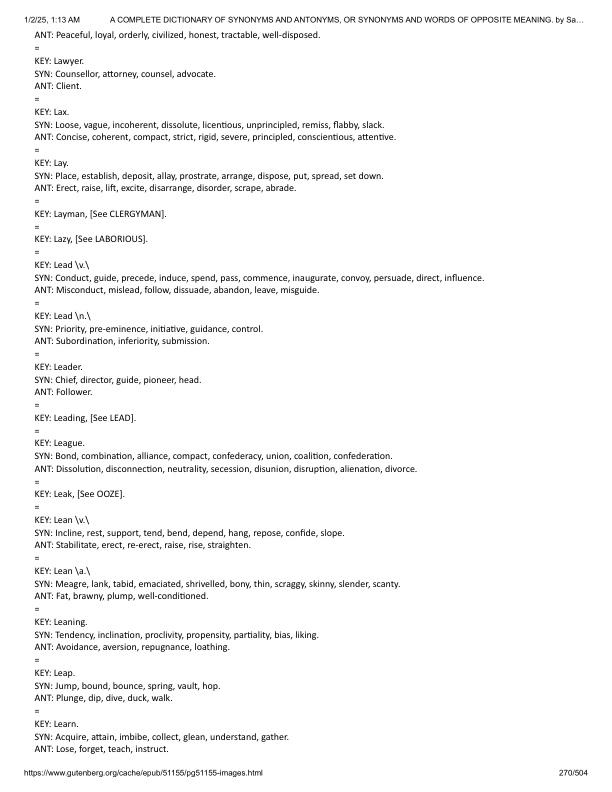 1/2/25, 1:13 AM A COMPLETE DICTIONARY OF SYNONYMS AND ANTONYMS, OR SYNONYMS AND WORDS OF OPPOSITE MEANING. by Sa…
ANT: Peaceful, loyal, orderly, civilized, honest, tractable, well-disposed.
=
KEY: Lawyer.
SYN: Counsellor, attorney, counsel, advocate.
ANT: Client.
=
KEY: Lax.
SYN: Loose, vague, incoherent, dissolute, licentious, unprincipled, remiss, flabby, slack.
ANT: Concise, coherent, compact, strict, rigid, severe, principled, conscientious, attentive.
=
KEY: Lay.
SYN: Place, establish, deposit, allay, prostrate, arrange, dispose, put, spread, set down.
ANT: Erect, raise, lift, excite, disarrange, disorder, scrape, abrade.
=
KEY: Layman, [See CLERGYMAN].
=
KEY: Lazy, [See LABORIOUS].
=
KEY: Lead \v.\
SYN: Conduct, guide, precede, induce, spend, pass, commence, inaugurate, convoy, persuade, direct, influence.
ANT: Misconduct, mislead, follow, dissuade, abandon, leave, misguide.
=
KEY: Lead \n.\
SYN: Priority, pre-eminence, initiative, guidance, control.
ANT: Subordination, inferiority, submission.
=
KEY: Leader.
SYN: Chief, director, guide, pioneer, head.
ANT: Follower.
=
KEY: Leading, [See LEAD].
=
KEY: League.
SYN: Bond, combination, alliance, compact, confederacy, union, coalition, confederation.
ANT: Dissolution, disconnection, neutrality, secession, disunion, disruption, alienation, divorce.
=
KEY: Leak, [See OOZE].
=
KEY: Lean \v.\
SYN: Incline, rest, support, tend, bend, depend, hang, repose, confide, slope.
ANT: Stabilitate, erect, re-erect, raise, rise, straighten.
=
KEY: Lean \a.\
SYN: Meagre, lank, tabid, emaciated, shrivelled, bony, thin, scraggy, skinny, slender, scanty.
ANT: Fat, brawny, plump, well-conditioned.
=
KEY: Leaning.
SYN: Tendency, inclination, proclivity, propensity, partiality, bias, liking.
ANT: Avoidance, aversion, repugnance, loathing.
=
KEY: Leap.
SYN: Jump, bound, bounce, spring, vault, hop.
ANT: Plunge, dip, dive, duck, walk.
=
KEY: Learn.
SYN: Acquire, attain, imbibe, collect, glean, understand, gather.
ANT: Lose, forget, teach, instruct.
https://www.gutenberg.org/cache/epub/51155/pg51155-images.html 270/504